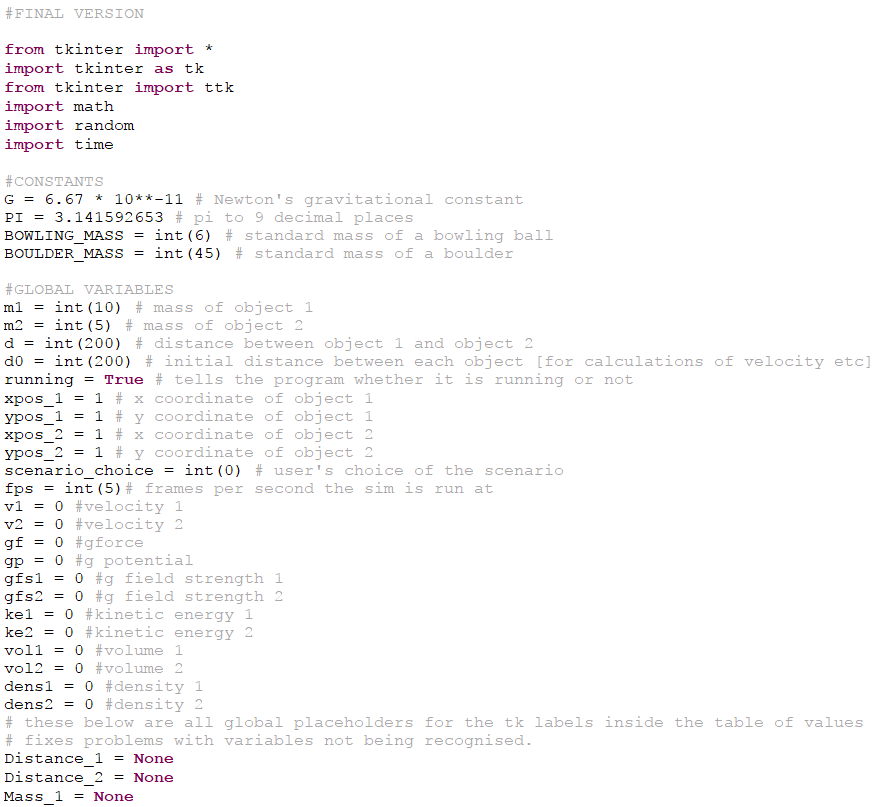 #FINAL VERSION
from tkinter import *
import tkinter as tk
from tkinter import ttk
import math
import random
import time
#CONSTANTS
G = 6.67 * 10**-11 # Newton's gravitational constant
PI = 3.141592653 # pi to 9 decimal places
BOWLING_MASS = int(6) # standard mass of a bowling ball
BOULDER_MASS = int(45) # standard mass of a boulder
#GLOBAL VARIABLES
m1 = int(10) # mass of object 1
m2 = int(5) # mass of object 2
d = int(200) # distance between object 1 and object 2
d0 = int(200) # initial distance between each object [for calculations of velocity etc]
running = True # tells the program whether it is running or not
xpos_1 = 1 # x coordinate of object 1
ypos_1 = 1 # y coordinate of object 1
xpos_2 = 1 # x coordinate of object 2
ypos_2 = 1 # y coordinate of object 2
scenario_choice = int(0) # user's choice of the scenario
fps = int(5)# frames per second the sim is run at
v1 = 0 #velocity 1
v2 = 0 #velocity 2
gf = 0 #gforce
gp = 0 #g potential
gfs1 = 0 #g field strength 1
gfs2 = 0 #g field strength 2
ke1 = 0 #kinetic energy 1
ke2 = 0 #kinetic energy 2
vol1 = 0 #volume 1
vol2 = 0 #volume 2
dens1 = 0 #density 1
dens2 = 0 #density 2
# these below are all global placeholders for the tk labels inside the table of values
# fixes problems with variables not being recognised.
Distance_1 = None
Distance_2 = None
Mass_1 = None